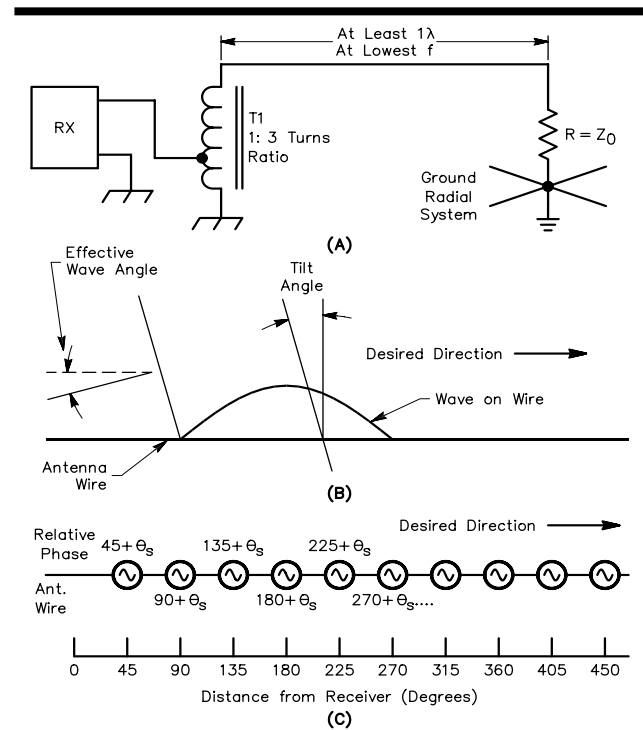 At Least 1λ
At Lowest f
RX
T1
1: 3 Turns
Ratio
R = Z0
Ground
Radial
System
(A)
Effective
Wave Angle
Tilt
Angle
Desired Direction
Wave on Wire
Antenna
Wire
(B)
Desired Direction
Relative
Phase
45+θs
135+θs
225+θs
Ant.
Wire
90+θs
180+θs
270+θs....
0 45 90 135 180 225 270 315 360 405 450
Distance from Receiver (Degrees)
(C)